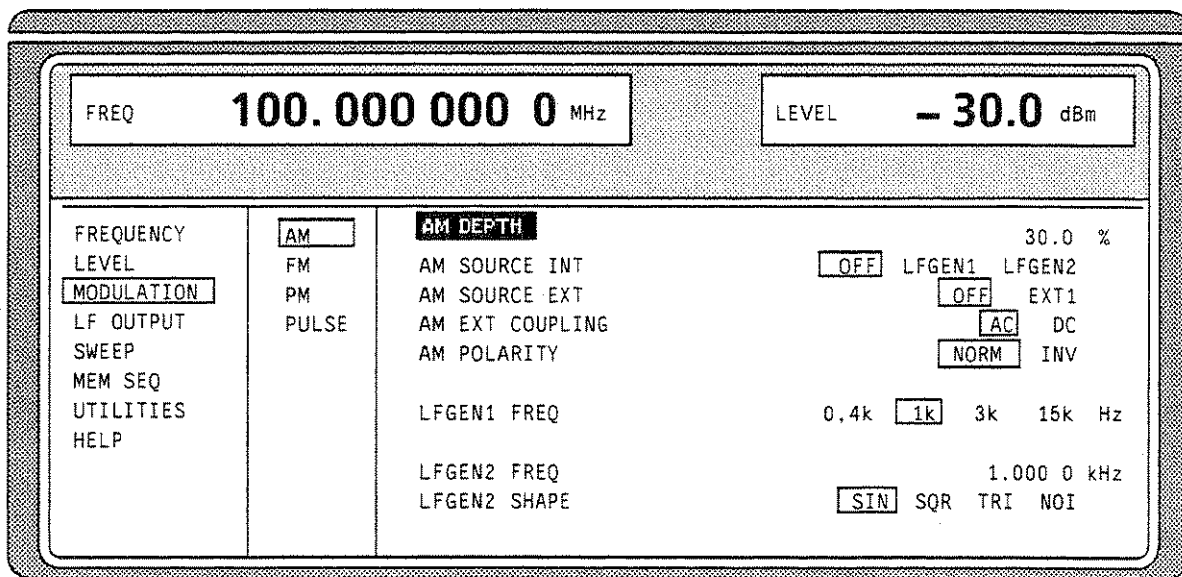 FREQ 100. 000 000 0 MHz
LEVEL – 30.0 dBm
FREQUENCY
LEVEL
MODULATION
LF OUTPUT
SWEEP
MEM SEQ
UTILITIES
HELP
AM
FM
PM
PULSE
AM DEPTH 30.0 %
AM SOURCE INT OFF LFGEN1 LFGEN2
AM SOURCE EXT OFF EXT1
AM EXT COUPLING AC DC
AM POLARITY NORM INV
LFGEN1 FREQ 0,4k 1k 3k 15k Hz
LFGEN2 FREQ 1.000 0 kHz
LFGEN2 SHAPE SIN SQR TRI NOI